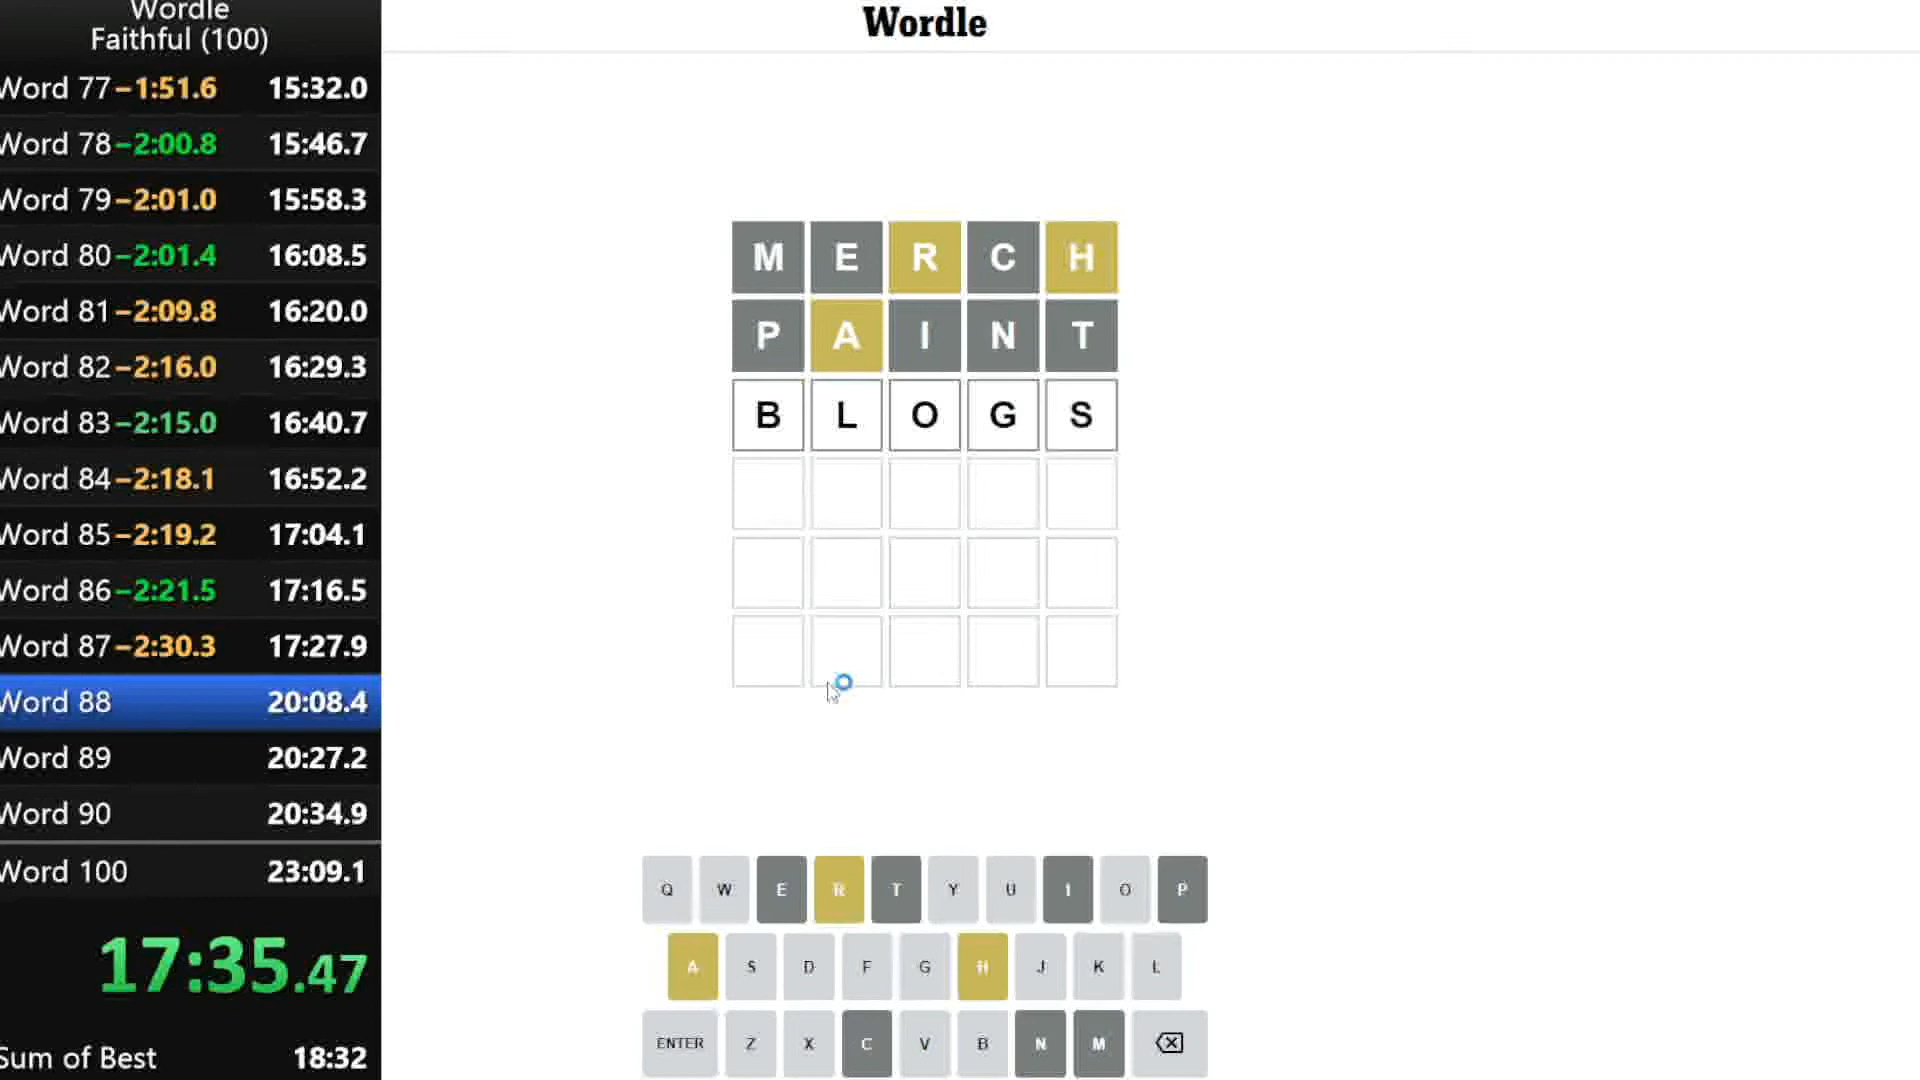 Wordle
Faithful (100)
Word 77 −1:51.6 15:32.0
Word 78 −2:00.8 15:46.7
Word 79 −2:01.0 15:58.3
Word 80 −2:01.4 16:08.5
Word 81 −2:09.8 16:20.0
Word 82 −2:16.0 16:29.3
Word 83 −2:15.0 16:40.7
Word 84 −2:18.1 16:52.2
Word 85 −2:19.2 17:04.1
Word 86 −2:21.5 17:16.5
Word 87 −2:30.3 17:27.9
Word 88 20:08.4
Word 89 20:27.2
Word 90 20:34.9
Word 100 23:09.1
17:35.47
Sum of Best 18:32
Wordle
M E R C H
P A I N T
B L O G S
Q W E R T Y U I O P
A S D F G H J K L
ENTER Z X C V B N M